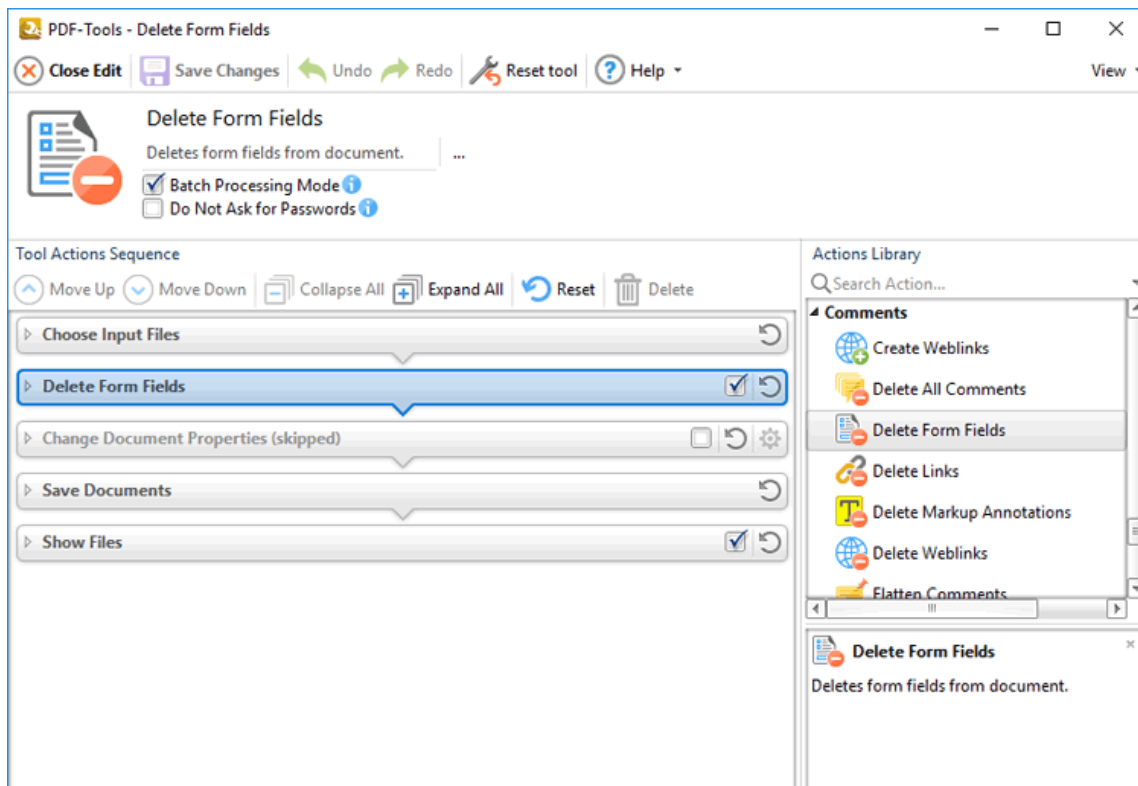 PDF-Tools - Delete Form Fields
Close Edit Save Changes Undo Redo Reset tool ? Help View
Delete Form Fields
Deletes form fields from document. ...
Batch Processing Mode i
Do Not Ask for Passwords i
Tool Actions Sequence
Move Up Move Down Collapse All Expand All Reset Delete
Choose Input Files
Delete Form Fields
Change Document Properties (skipped)
Save Documents
Show Files
Actions Library
Search Action...
Comments
Create Weblinks
Delete All Comments
Delete Form Fields
Delete Links
T Delete Markup Annotations
Delete Weblinks
Flatten Comments
Delete Form Fields
Deletes form fields from document.